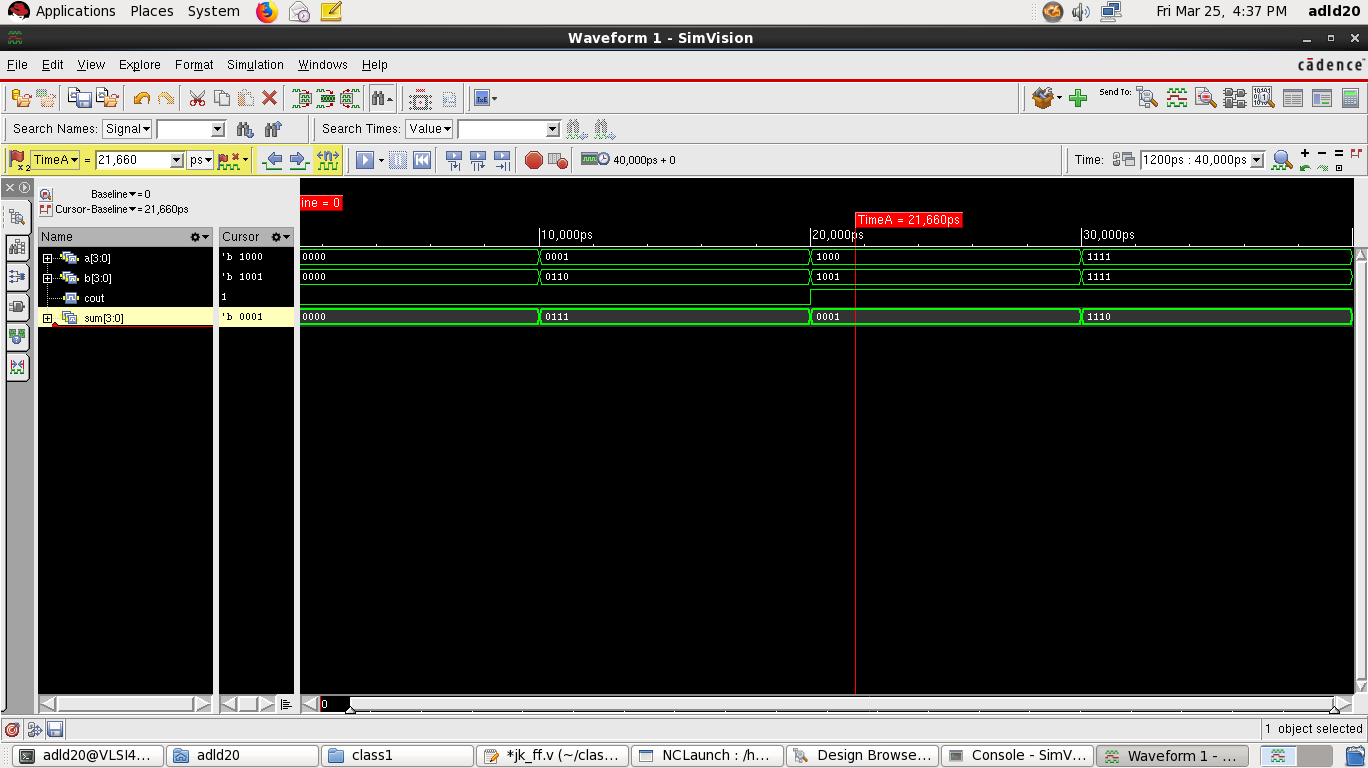 Applications Places System Fri Mar 25, 4:37 PM adld20
Waveform 1 - SimVision
File Edit View Explore Format Simulation Windows Help cādence
Send To:
Search Names: Signal Search Times: Value
x2 TimeA = 21,660 ps 40,000ps + 0 Time: 1200ps : 40,000ps
Baseline = 0
Cursor-Baseline = 21,660ps
ine = 0
TimeA = 21,660ps
Name Cursor 10,000ps 20,000ps 30,000ps
a[3:0] 'b 1000 0000 0001 1000 1111
b[3:0] 'b 1001 0000 0110 1001 1111
cout 1
sum[3:0] 'b 0001 0000 0111 0001 1110
0
1 object selected
adld20@VLSI4... adld20 class1 *jk_ff.v (~/clas... NCLaunch : /h... Design Browse... Console - SimV... Waveform 1 - ...